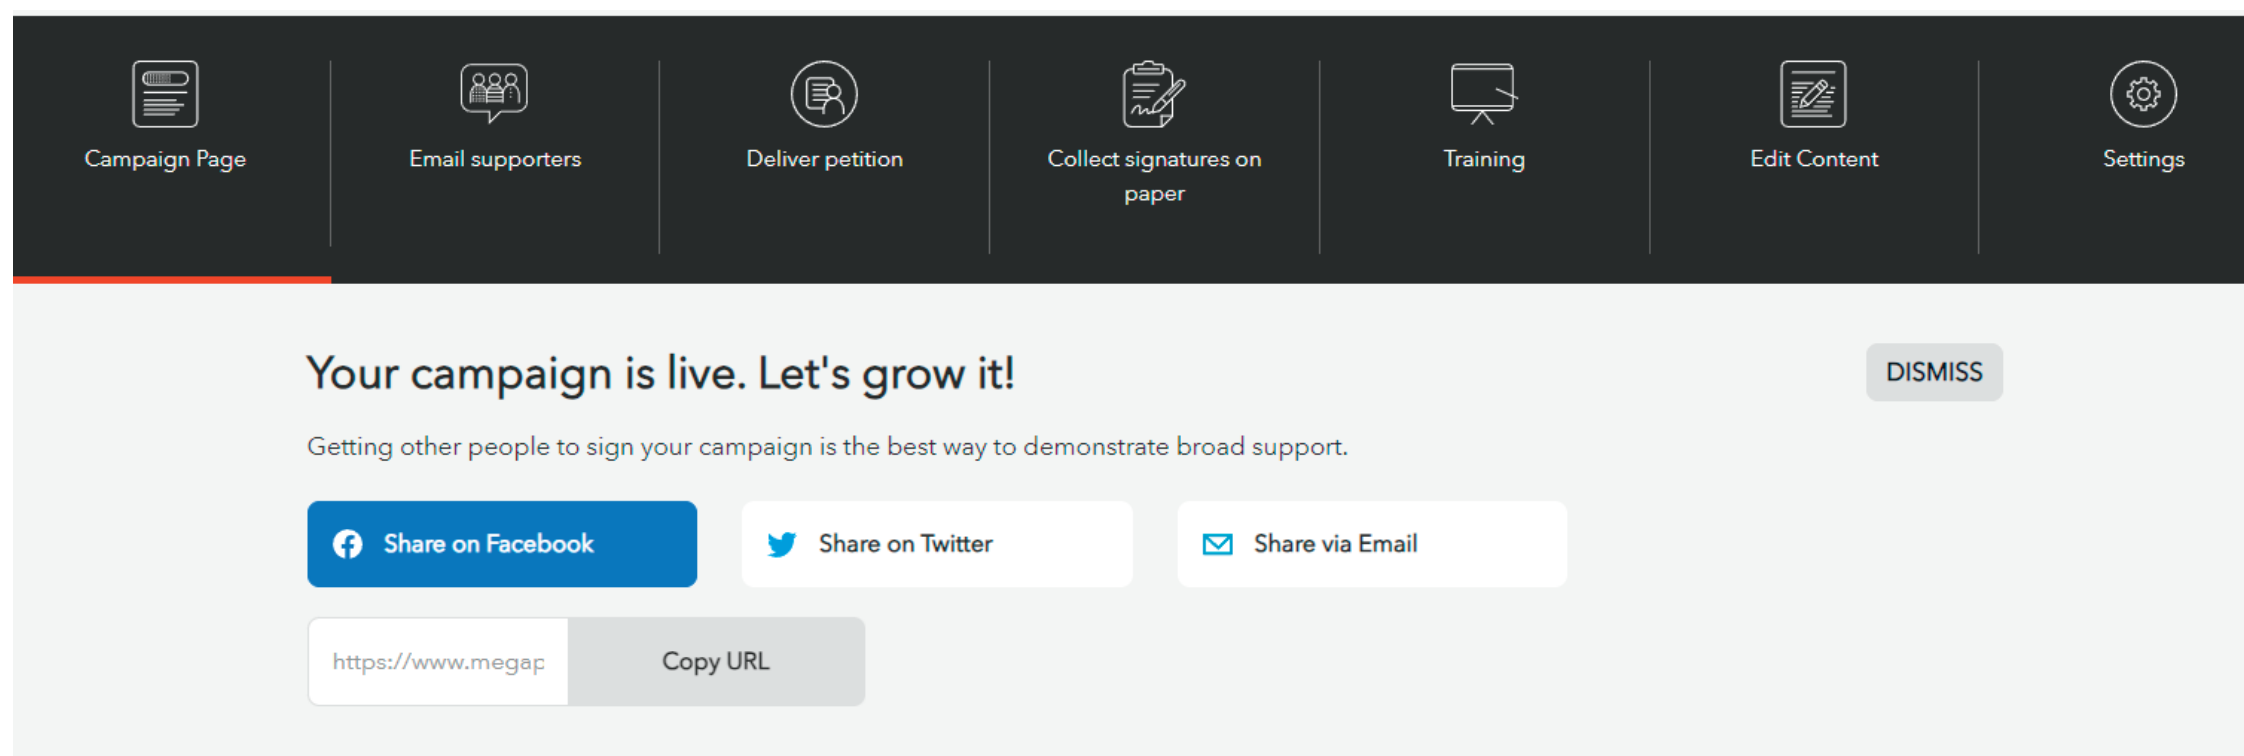 Campaign Page
Email supporters
Deliver petition
Collect signatures on
paper
Training
Edit Content
Settings
Your campaign is live. Let's grow it!
DISMISS
Getting other people to sign your campaign is the best way to demonstrate broad support.
Share on Facebook
Share on Twitter
Share via Email
https://www.megap
Copy URL